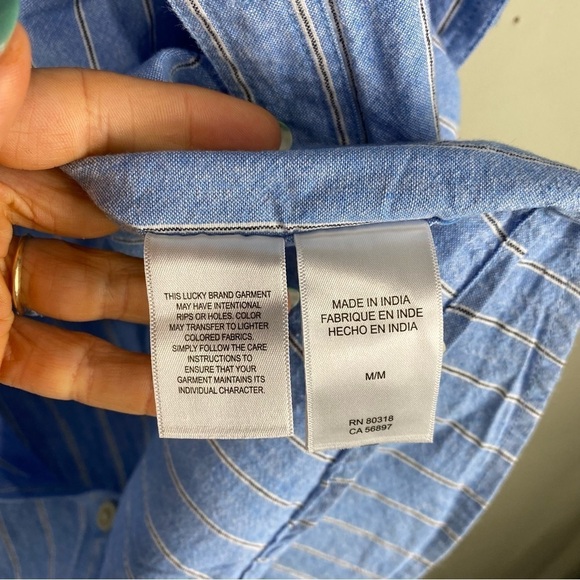 THIS LUCKY BRAND GARMENT
MAY HAVE INTENTIONAL
RIPS OR HOLES. COLOR
MAY TRANSFER TO LIGHTER
COLORED FABRICS.
SIMPLY FOLLOW THE CARE
INSTRUCTIONS TO
ENSURE THAT YOUR
GARMENT MAINTAINS ITS
INDIVIDUAL CHARACTER.
MADE IN INDIA
FABRIQUE EN INDE
HECHO EN INDIA
M/M
RN 80318
CA 56897